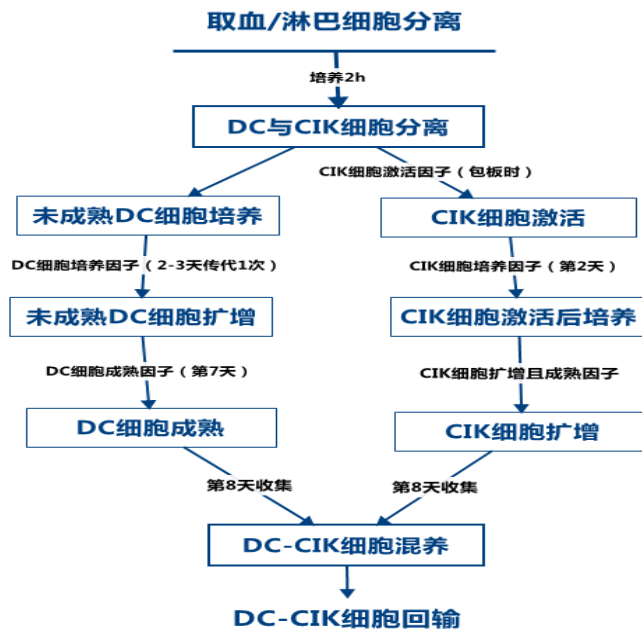 取血/淋巴细胞分离
培养2h
DC与CIK细胞分离
CIK细胞激活因子（包板时）
未成熟DC细胞培养
CIK细胞激活
DC细胞培养因子（2-3天传代1次）
CIK细胞培养因子（第2天）
未成熟DC细胞扩增
CIK细胞激活后培养
DC细胞成熟因子（第7天）
CIK细胞扩增且成熟因子
DC细胞成熟
CIK细胞扩增
第8天收集
第8天收集
DC-CIK细胞混养
DC-CIK细胞回输